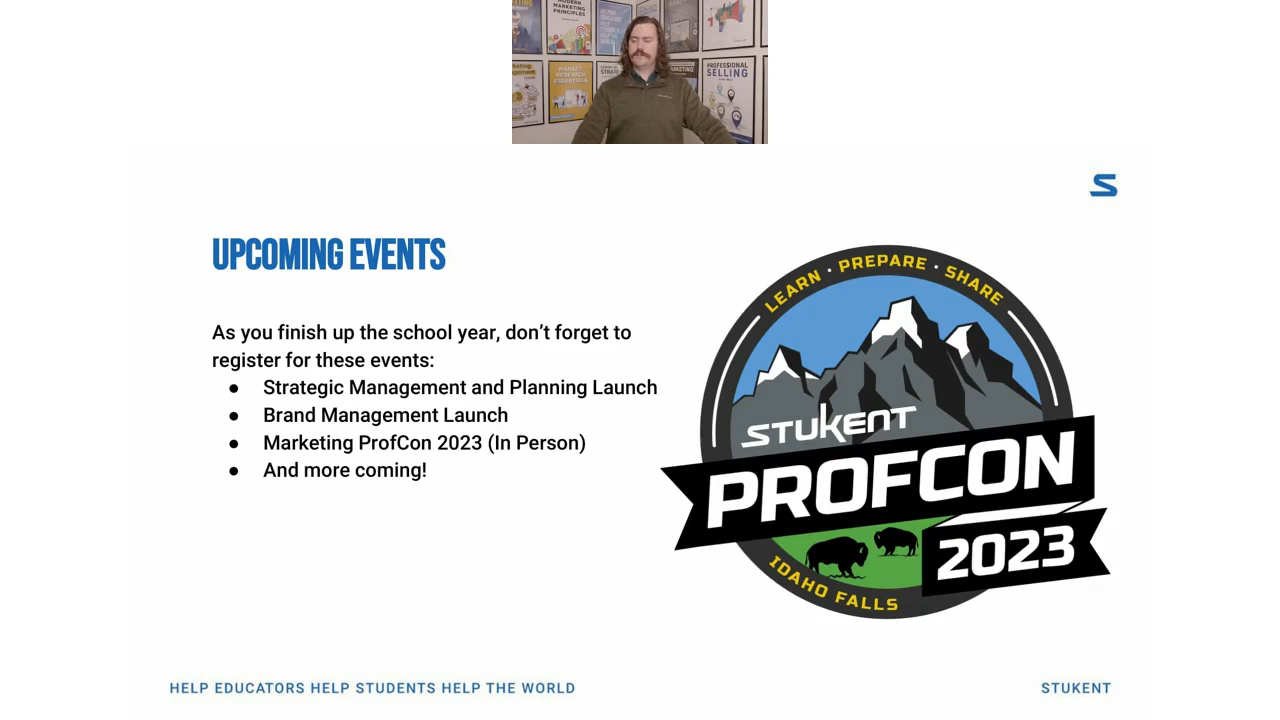 MODERN
MARKETING
PRINCIPLES
MARKET
RESEARCH
ESSENTIALS
PROFESSIONAL
SELLING
S
UPCOMING EVENTS
As you finish up the school year, don’t forget to
register for these events:
● Strategic Management and Planning Launch
● Brand Management Launch
● Marketing ProfCon 2023 (In Person)
● And more coming!
LEARN · PREPARE · SHARE
STUKENT
PROFCON
2023
IDAHO FALLS
HELP EDUCATORS HELP STUDENTS HELP THE WORLD
STUKENT